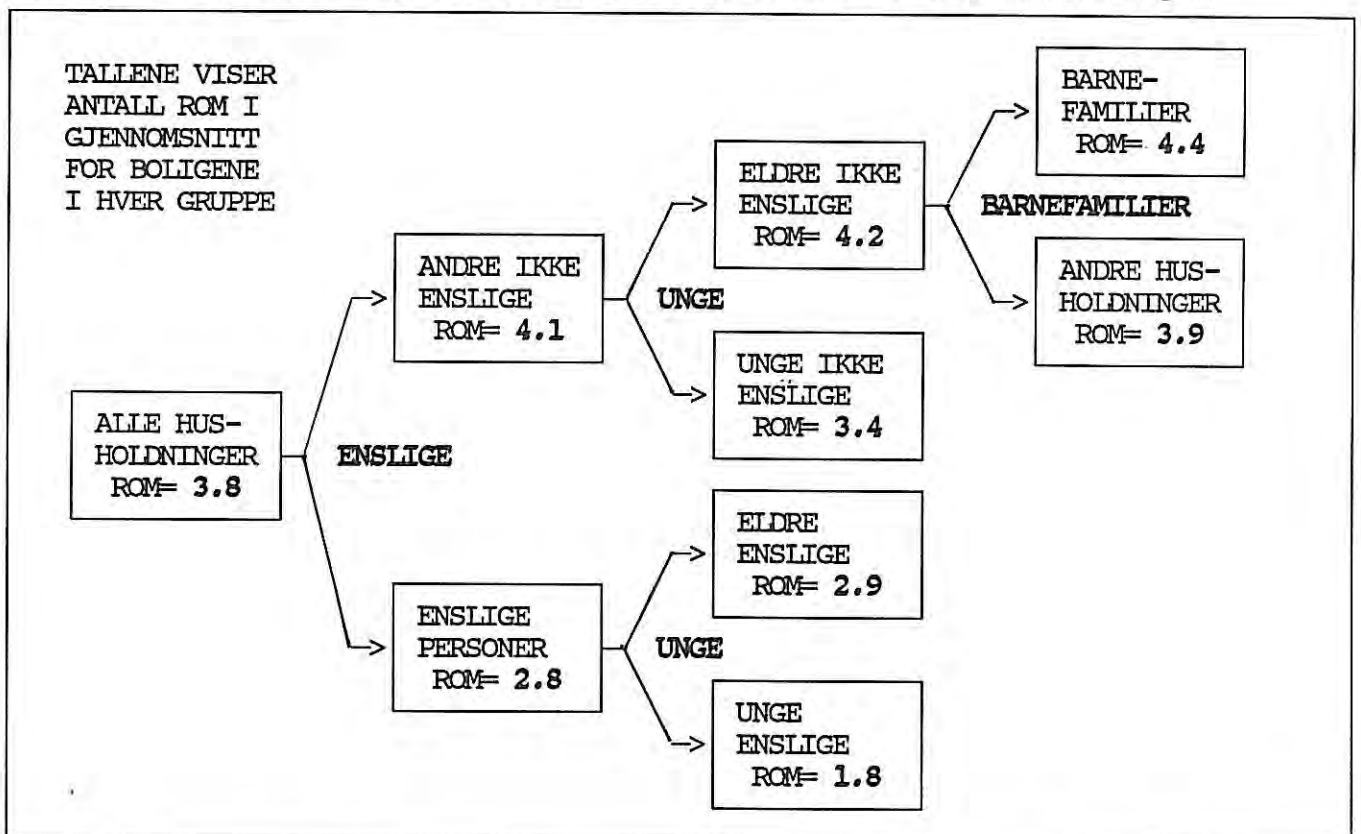 TALLENE VISER
ANTALL ROM I
GJENNOMSNITT
FOR BOLIGENE
I HVER GRUPPE
ALLE HUS-
HOLDNINGER
ROM= 3.8
ENSLIGE
ANDRE IKKE
ENSLIGE
ROM= 4.1
UNGE
ELDRE IKKE
ENSLIGE
ROM= 4.2
BARNEFAMILIER
BARNE-
FAMILIER
ROM= 4.4
ANDRE HUS-
HOLDNINGER
ROM= 3.9
UNGE IKKE
ENSLIGE
ROM= 3.4
ENSLIGE
PERSONER
ROM= 2.8
UNGE
ELDRE
ENSLIGE
ROM= 2.9
UNGE
ENSLIGE
ROM= 1.8